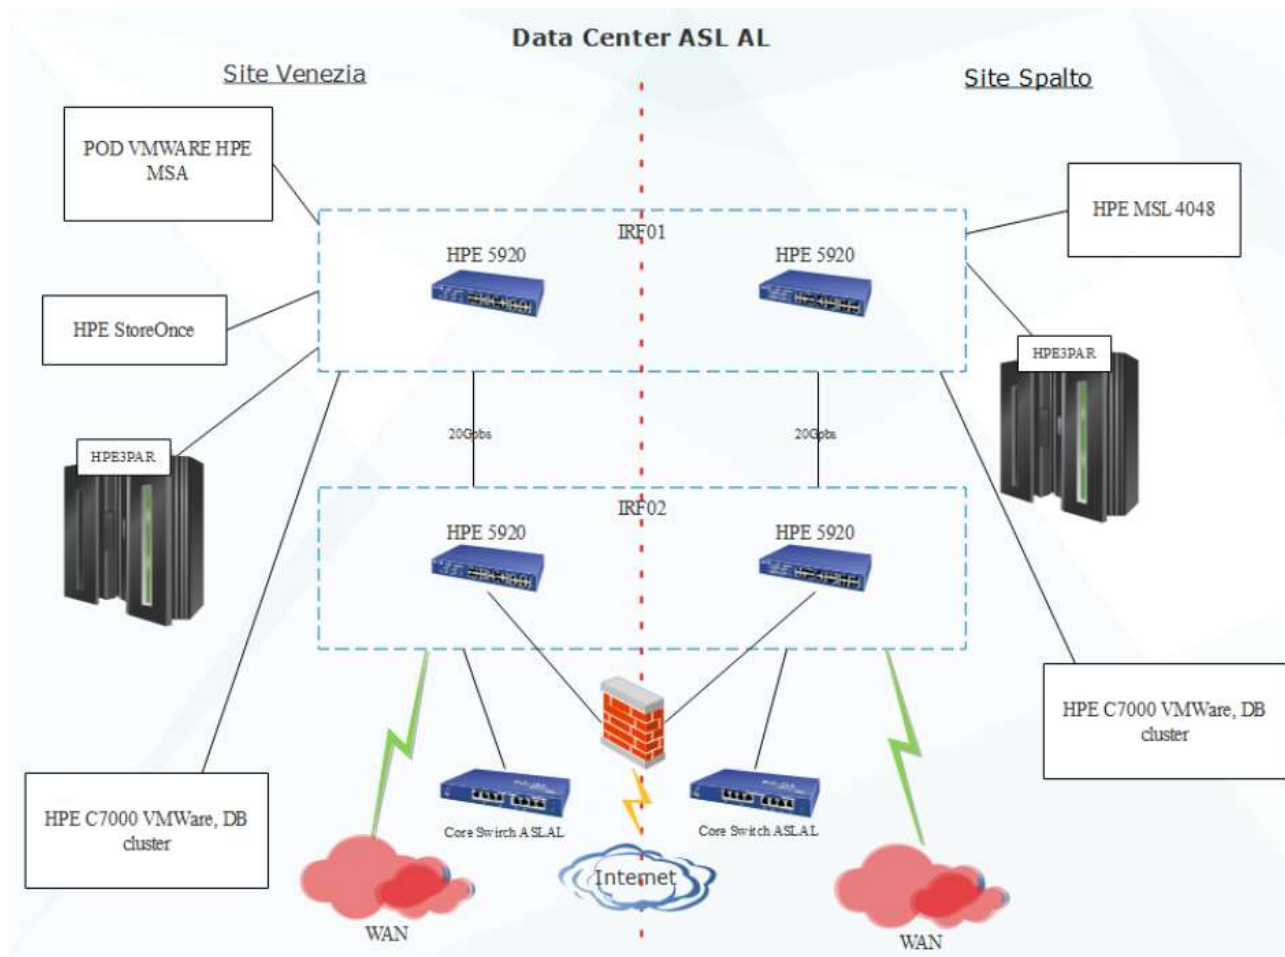 Data Center ASL AL
Site Venezia
Site Spalto
POD VMWARE HPE
MSA
HPE MSL 4048
IRF01
HPE 5920
HPE 5920
HPE StoreOnce
HPE3PAR
HPE3PAR
20Gpbs
20Gpbs
IRF02
HPE 5920
HPE 5920
HPE C7000 VMWare, DB
cluster
HPE C7000 VMWare, DB
cluster
Core Switch ASLAL
Core Switch ASLAL
Internet
WAN
WAN